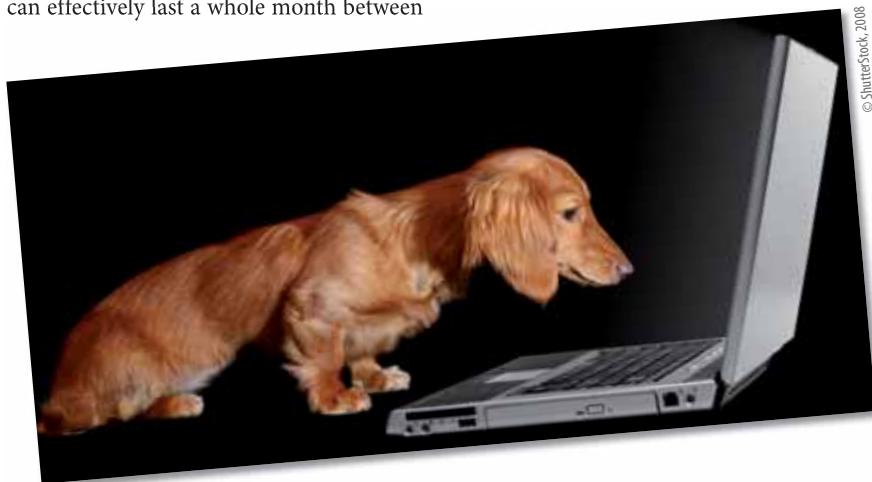 can effectively last a whole month between
© ShutterStock, 2008